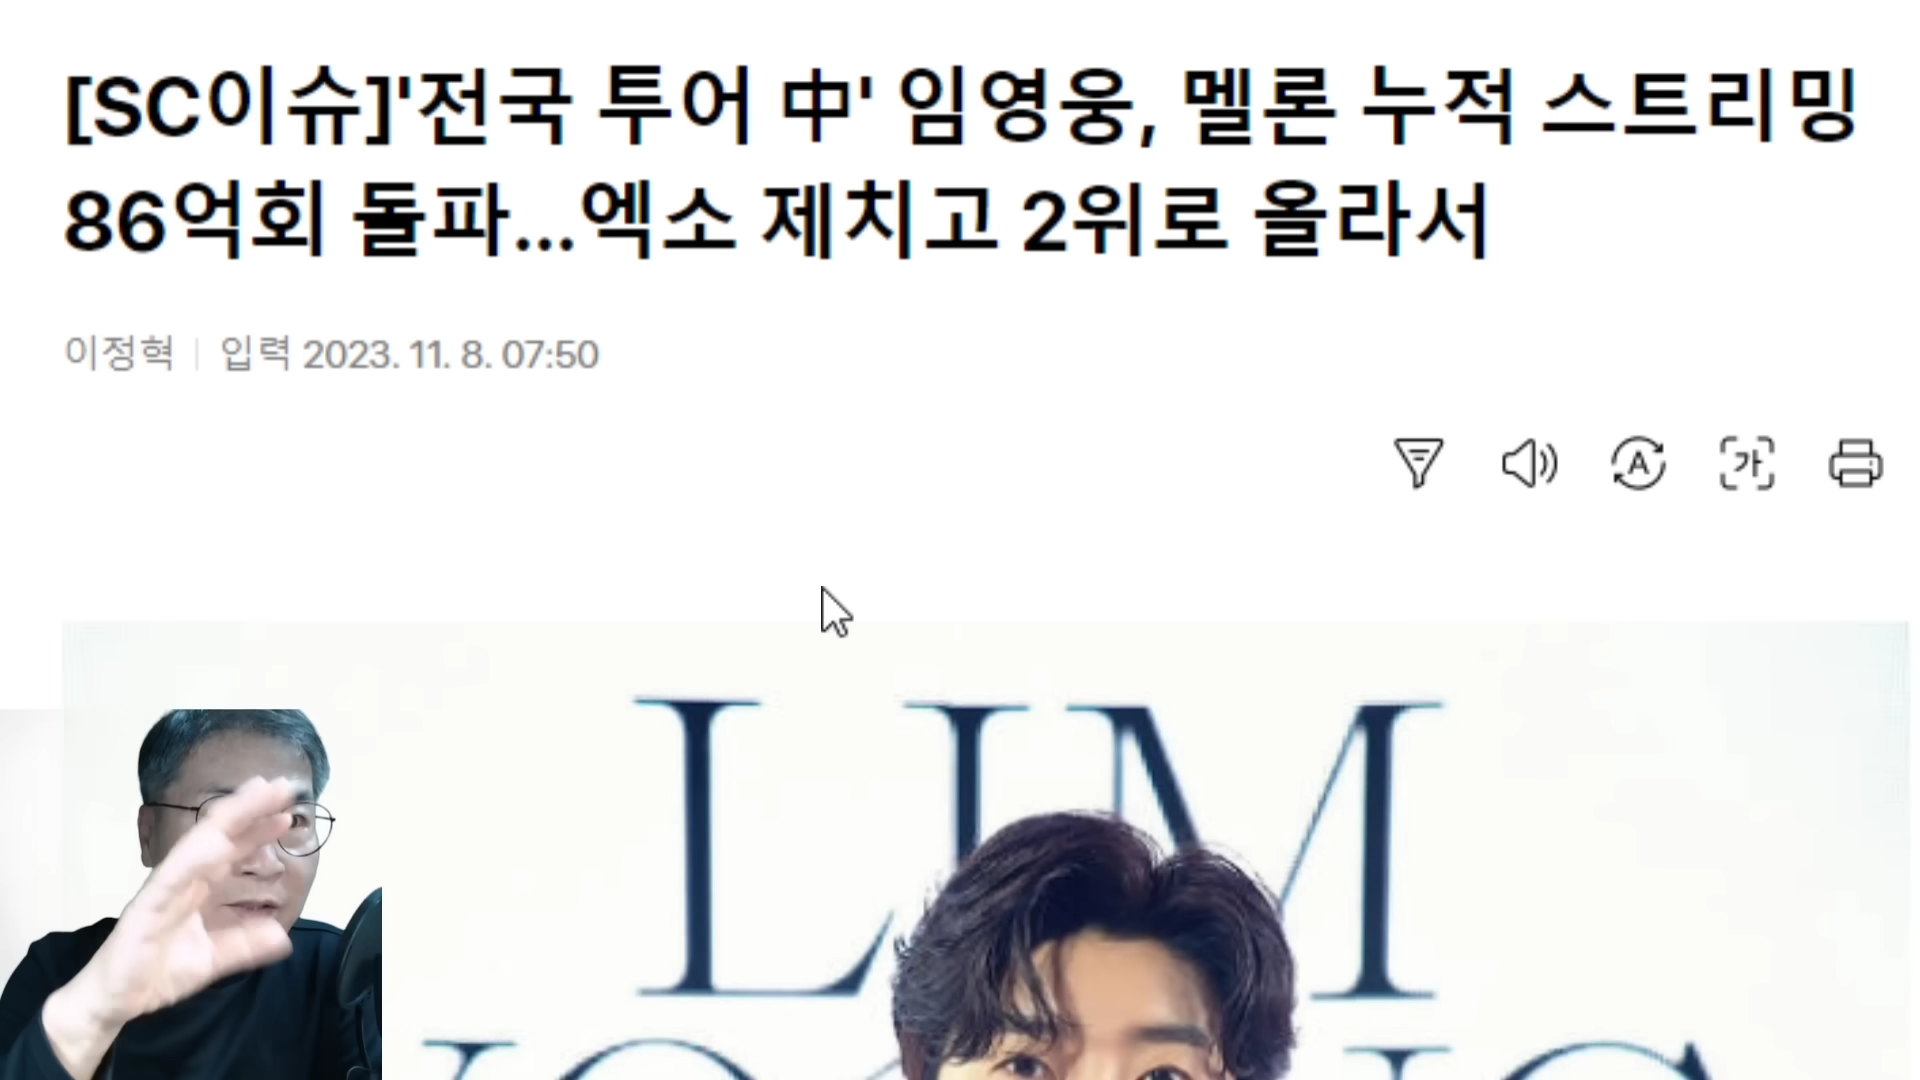 [SC이슈]'전국 투어 中' 임영웅, 멜론 누적 스트리밍
86억회 돌파...엑소 제치고 2위로 올라서
이정혁 | 입력 2023. 11. 8. 07:50
A
가
LIM